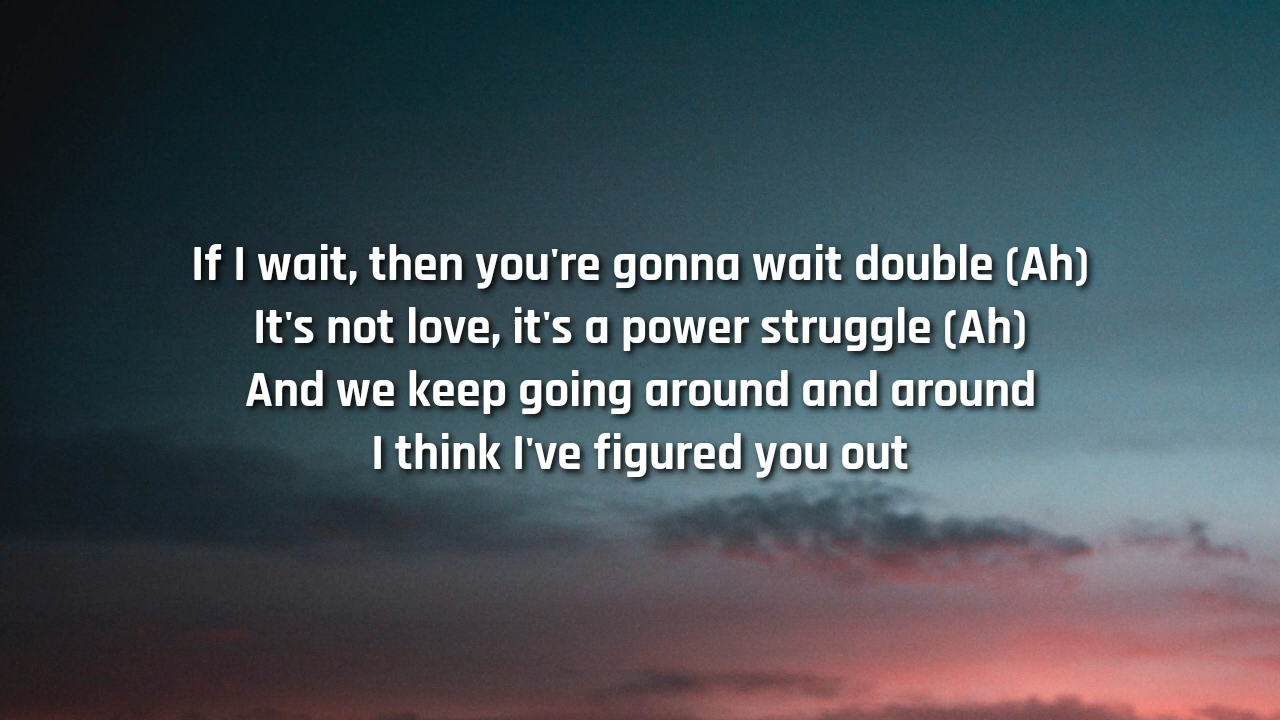 If I wait, then you're gonna wait double (Ah)
It's not love, it's a power struggle (Ah)
And we keep going around and around
I think I've figured you out